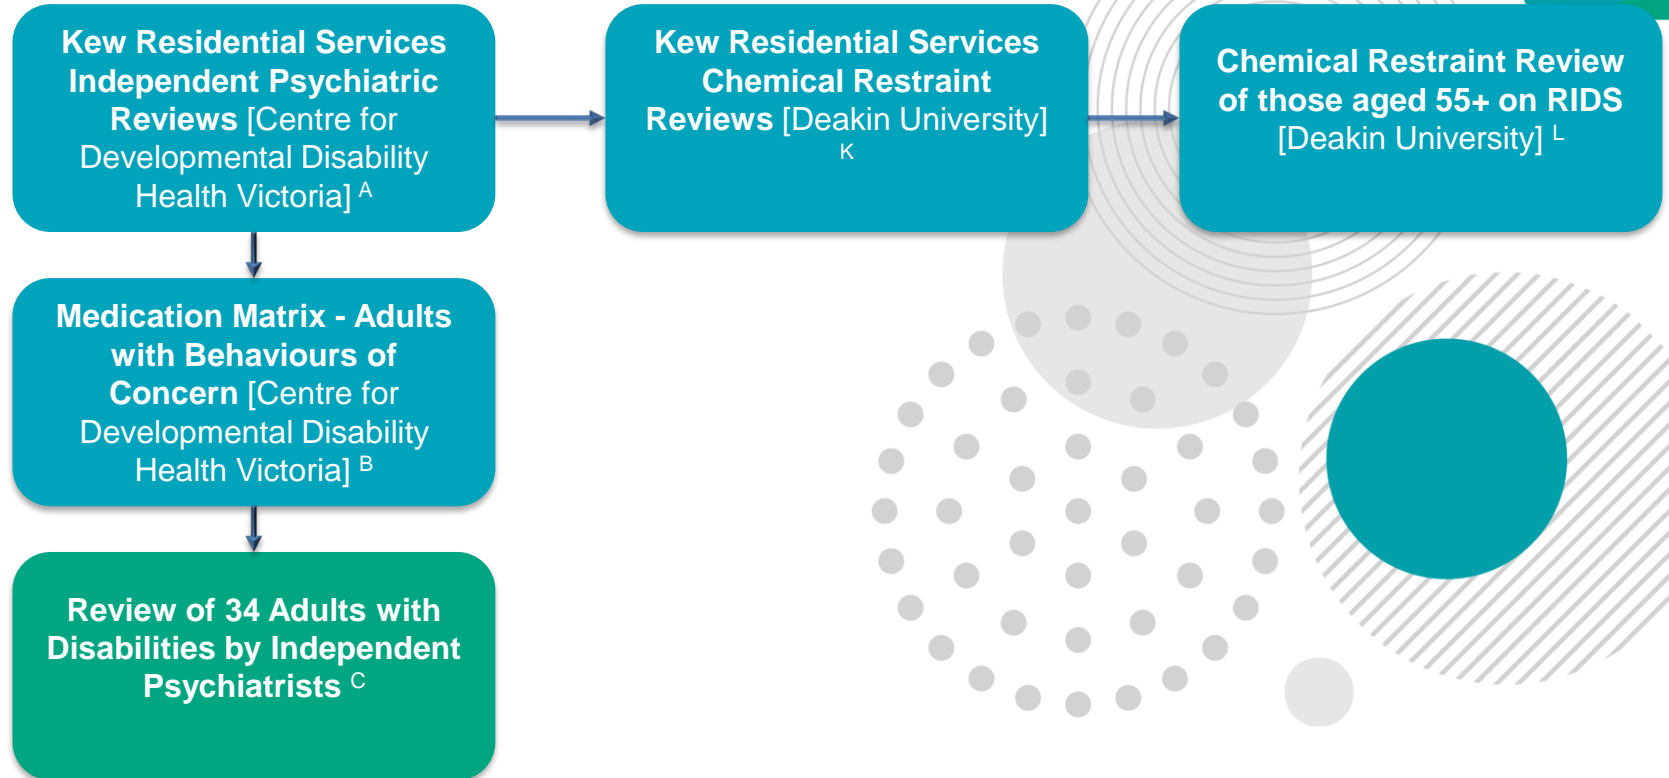 Kew Residential Services
Independent Psychiatric
Reviews [Centre for
Developmental Disability
Health Victoria] A
Kew Residential Services
Chemical Restraint
Reviews [Deakin University]
K
Chemical Restraint Review
of those aged 55+ on RIDS
[Deakin University] L
Medication Matrix - Adults
with Behaviours of
Concern [Centre for
Developmental Disability
Health Victoria] B
Review of 34 Adults with
Disabilities by Independent
Psychiatrists C